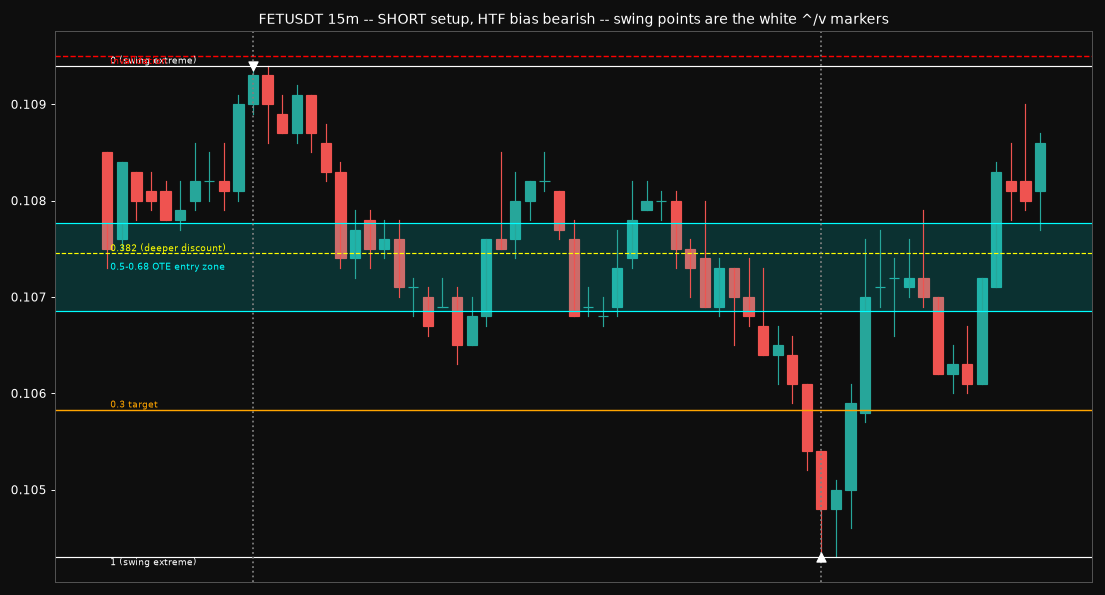 FETUSDT 15m -- SHORT setup, HTF bias bearish -- swing points are the white ^/v markers
0 (swing extreme)
0.109
0.108
0.382 (deeper discount)
0.5-0.68 OTE entry zone
0.107
0.106
0.3 target
0.105
1 (swing extreme)